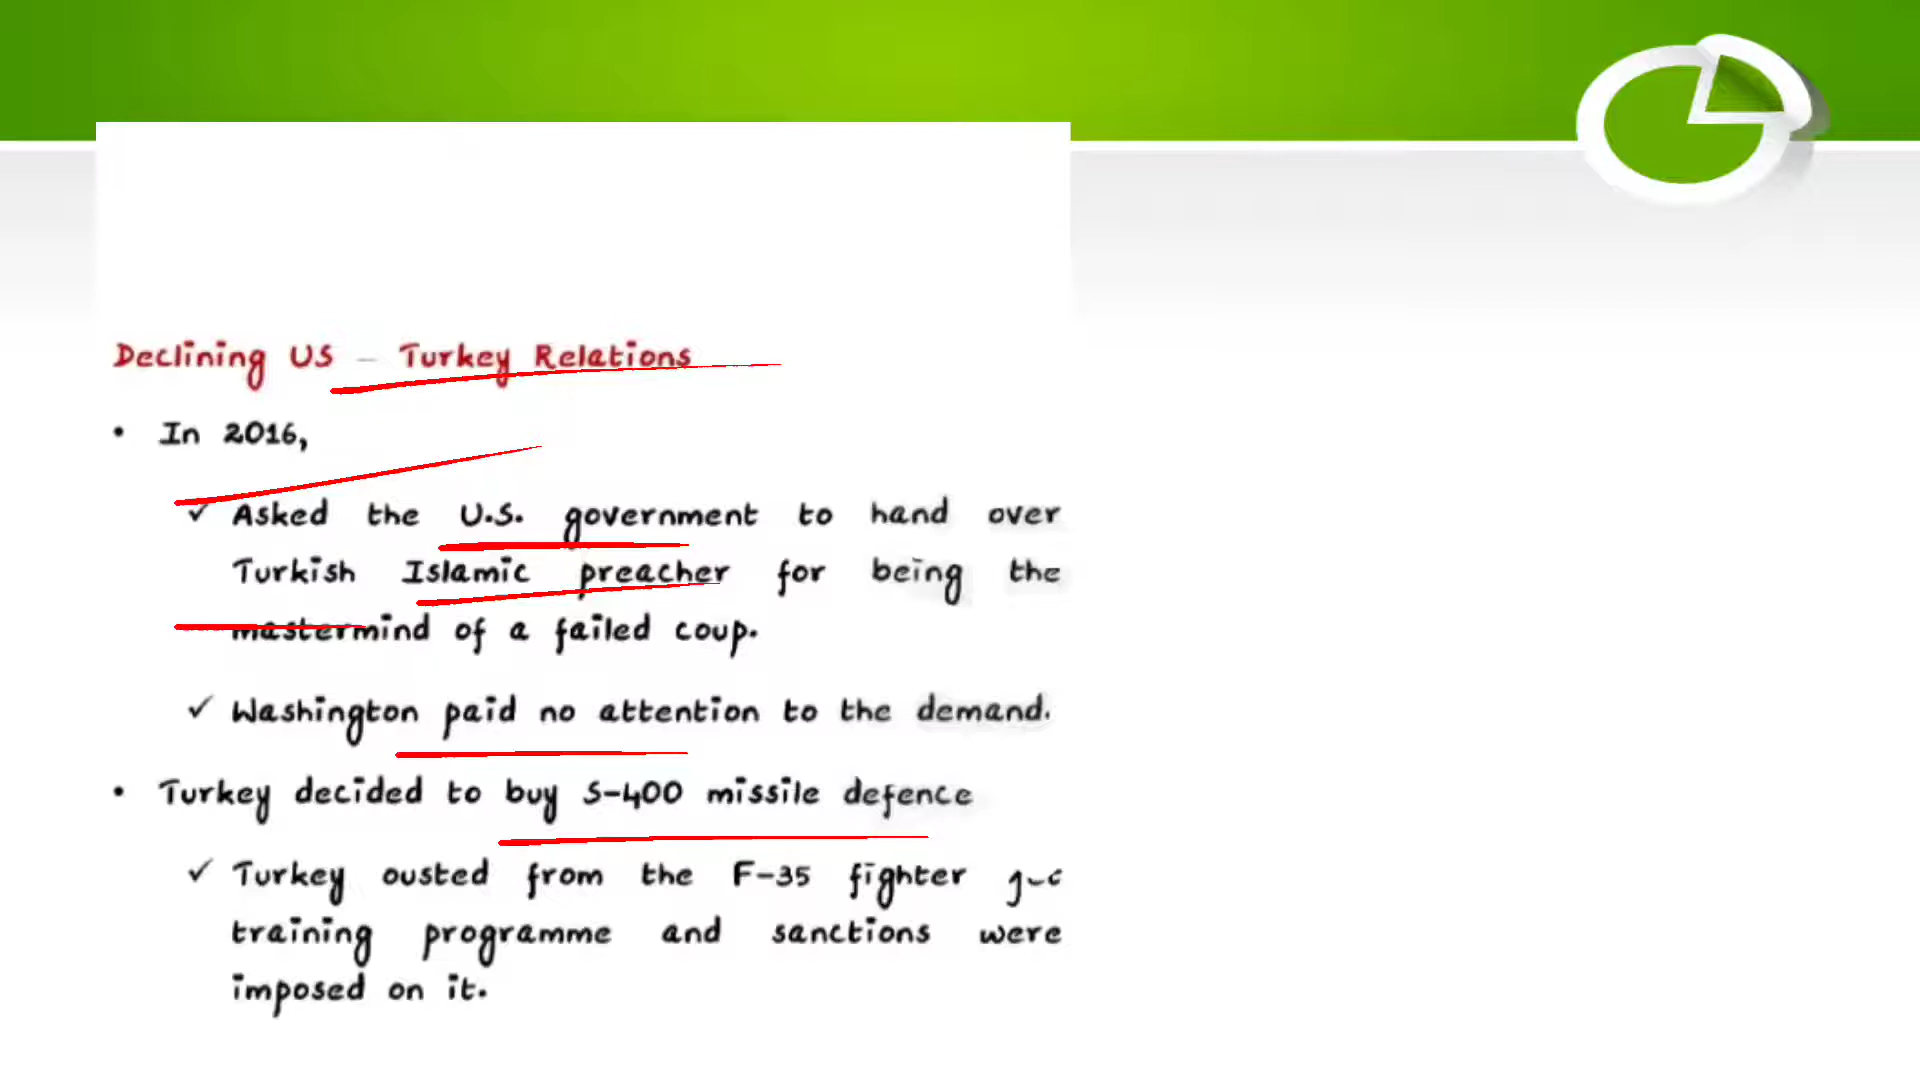 Declining US – Turkey Relations
• In 2016,
✓ Asked the U.S. government to hand over
Turkish Islamic preacher for being the
mastermind of a failed coup.
✓ Washington paid no attention to the demand.
• Turkey decided to buy S-400 missile defence
✓ Turkey ousted from the F-35 fighter
training programme and sanctions were
imposed on it.